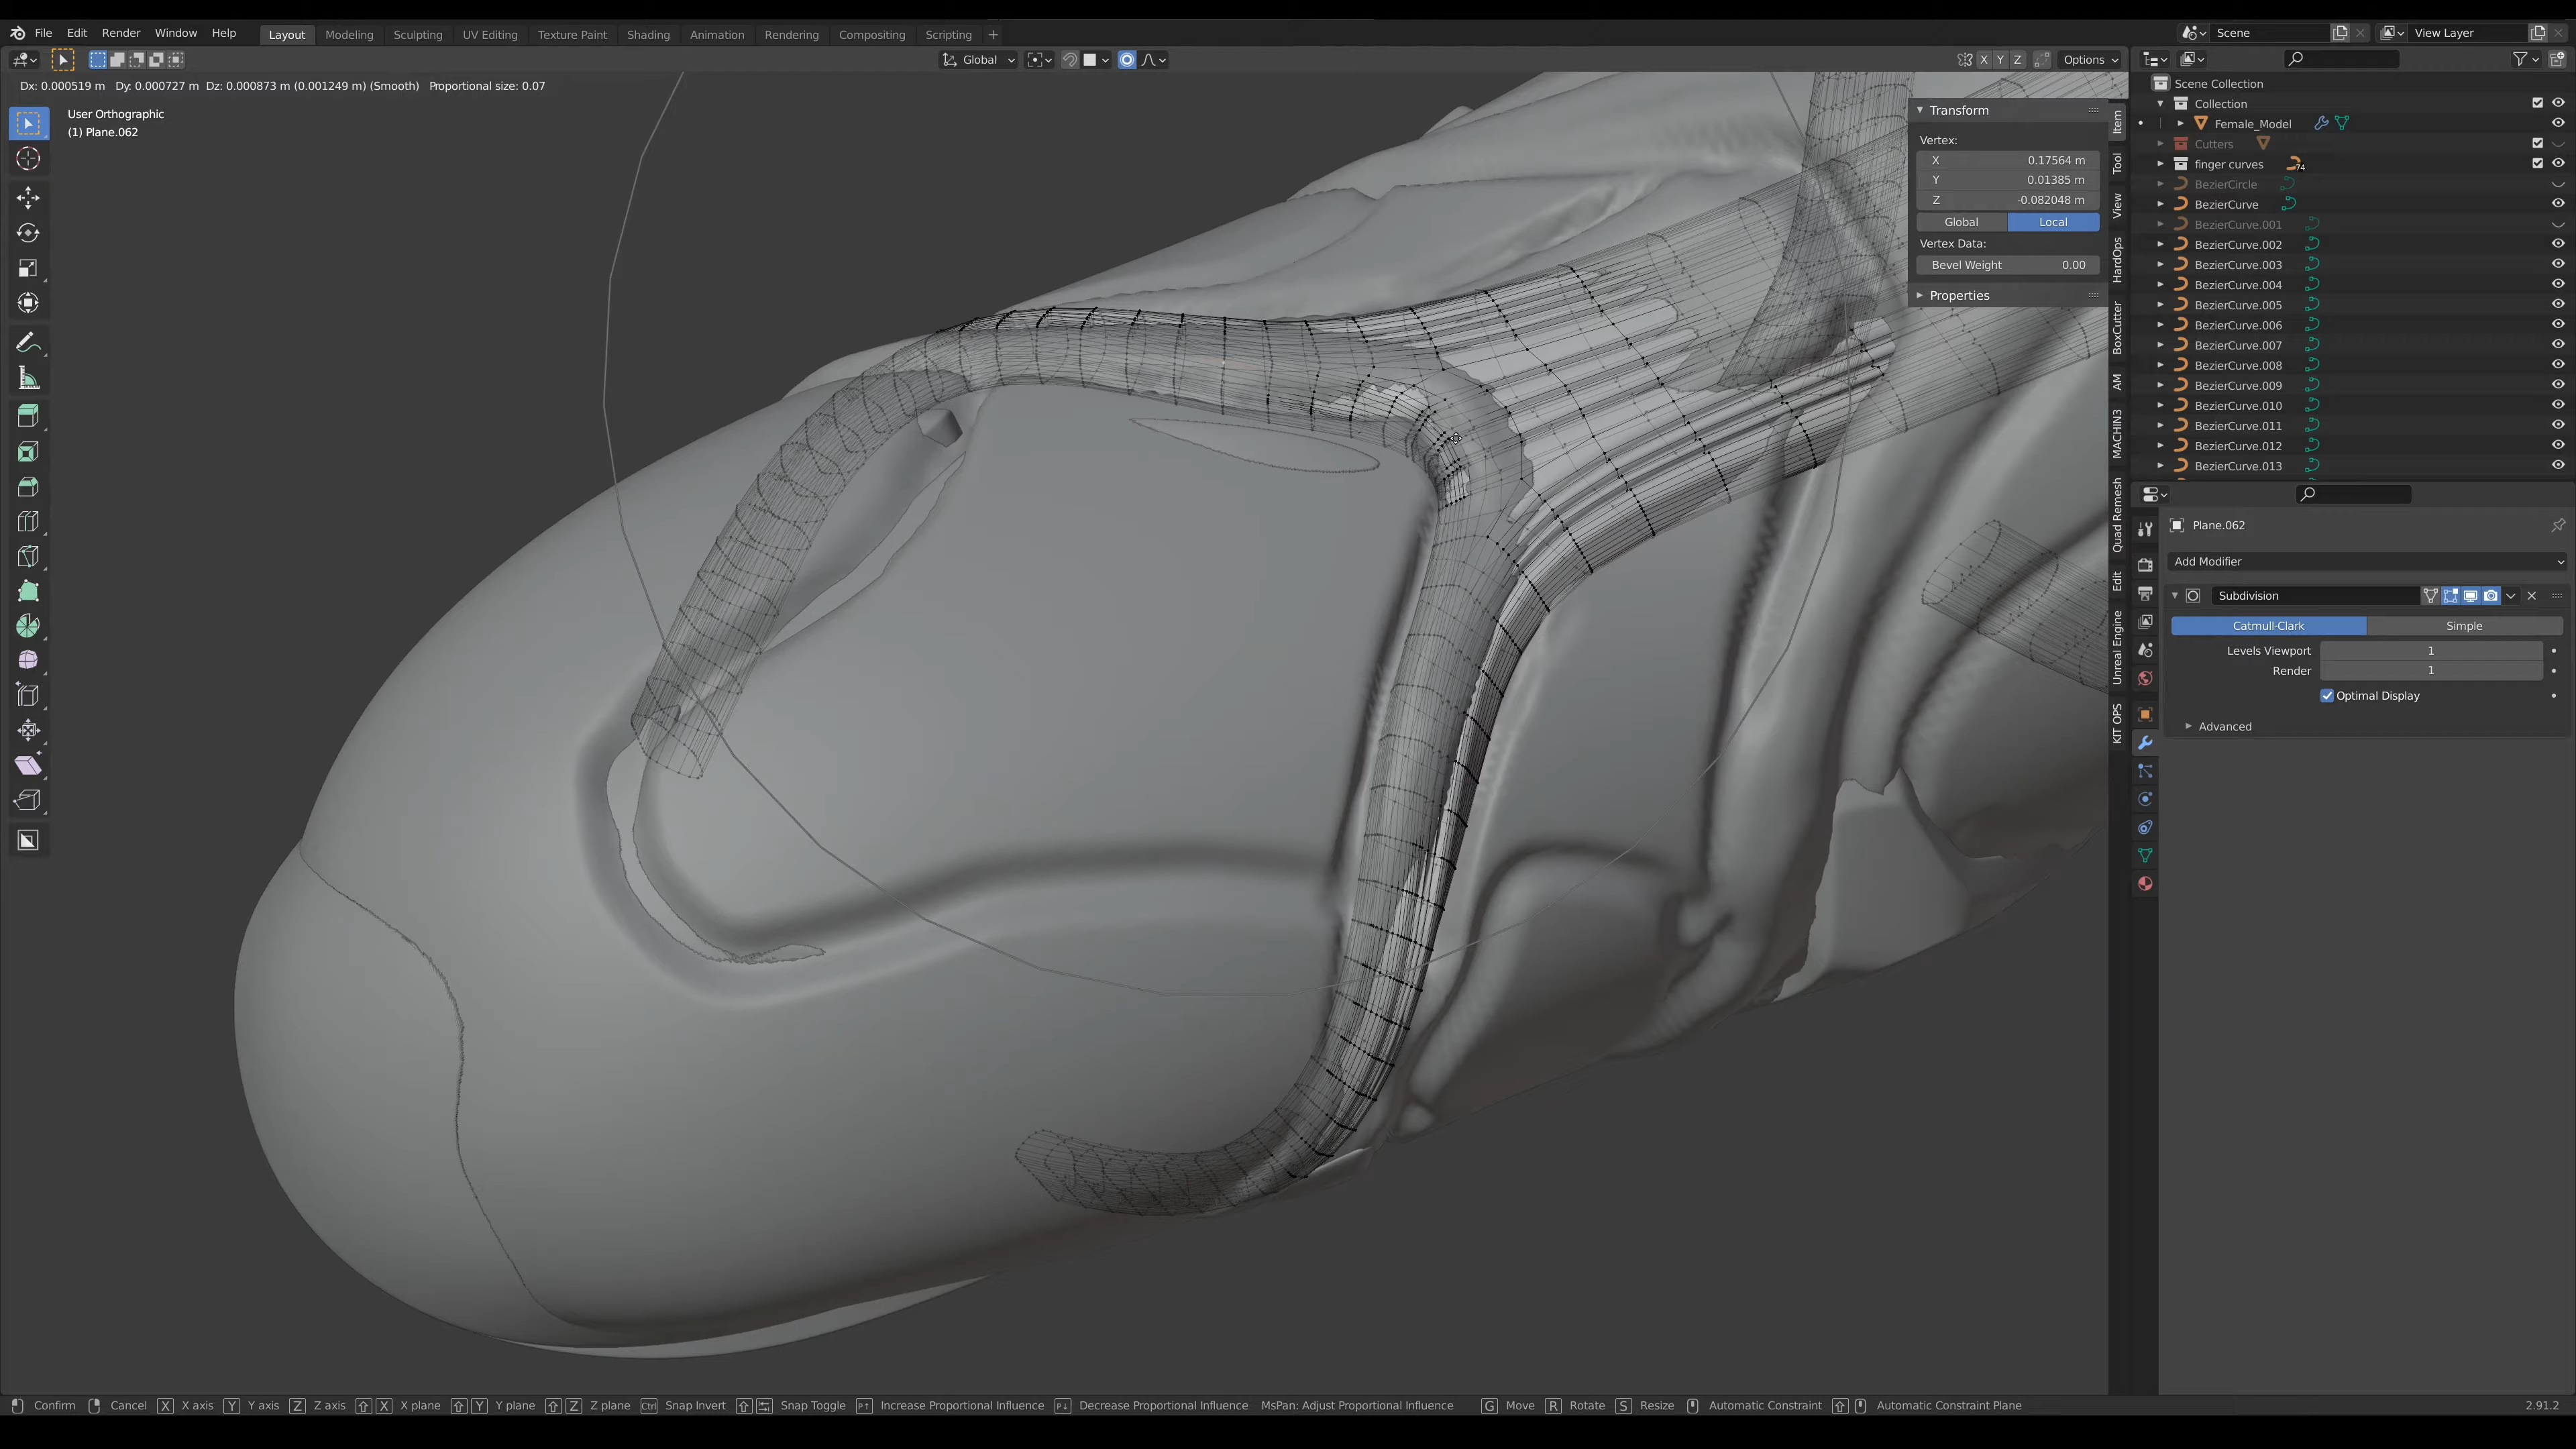 File Edit Render Window Help Layout Modeling Sculpting UV Editing Texture Paint Shading Animation Rendering Compositing Scripting + Scene View Layer
Global X Y Z Options
Dx: 0.000519 m Dy: 0.000727 m Dz: 0.000873 m (0.001249 m) (Smooth) Proportional size: 0.07
User Orthographic
(1) Plane.062
Transform
Vertex:
X 0.17564 m
Y 0.01385 m
Z -0.082048 m
Global Local
Vertex Data:
Bevel Weight 0.00
Properties
Item
Tool
View
HardOps
BoxCutter
AM
MACHIN3
Quad Remesh
Edit
Unreal Engine
KIT OPS
Scene Collection
Collection
Female_Model
Cutters
finger curves 74
BezierCircle
BezierCurve
BezierCurve.001
BezierCurve.002
BezierCurve.003
BezierCurve.004
BezierCurve.005
BezierCurve.006
BezierCurve.007
BezierCurve.008
BezierCurve.009
BezierCurve.010
BezierCurve.011
BezierCurve.012
BezierCurve.013
Plane.062
Add Modifier
Subdivision
Catmull-Clark Simple
Levels Viewport 1
Render 1
Optimal Display
Advanced
Confirm Cancel X X axis Y Y axis Z Z axis X X plane Y Y plane Z Z plane Ctrl Snap Invert Snap Toggle Increase Proportional Influence Decrease Proportional Influence MsPan: Adjust Proportional Influence G Move R Rotate S Resize Automatic Constraint Automatic Constraint Plane 2.91.2